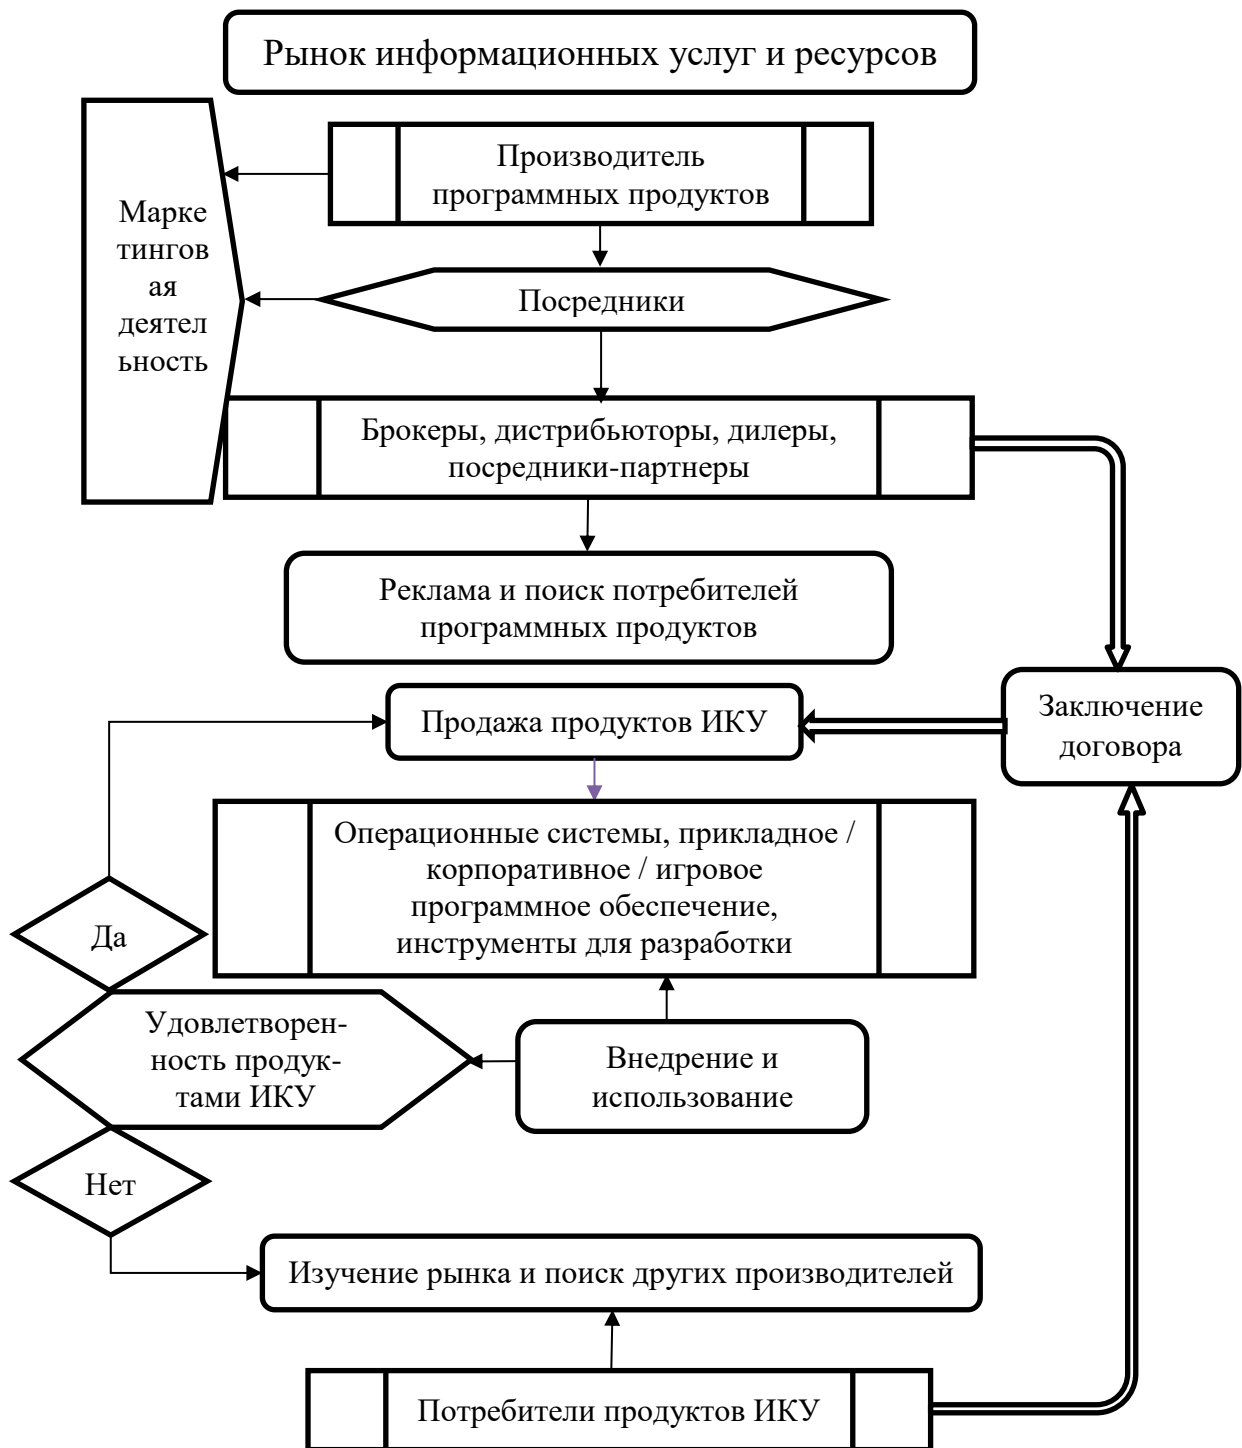 Рынок информационных услуг и ресурсов
Производитель
программных продуктов
Марке
тингов
ая
деятел
ьность
Посредники
Брокеры, дистрибьюторы, дилеры,
посредники-партнеры
Реклама и поиск потребителей
программных продуктов
Заключение
договора
Продажа продуктов ИКУ
Операционные системы, прикладное /
корпоративное / игровое
программное обеспечение,
инструменты для разработки
Да
Удовлетворен-
ность продук-
тами ИКУ
Внедрение и
использование
Нет
Изучение рынка и поиск других производителей
Потребители продуктов ИКУ